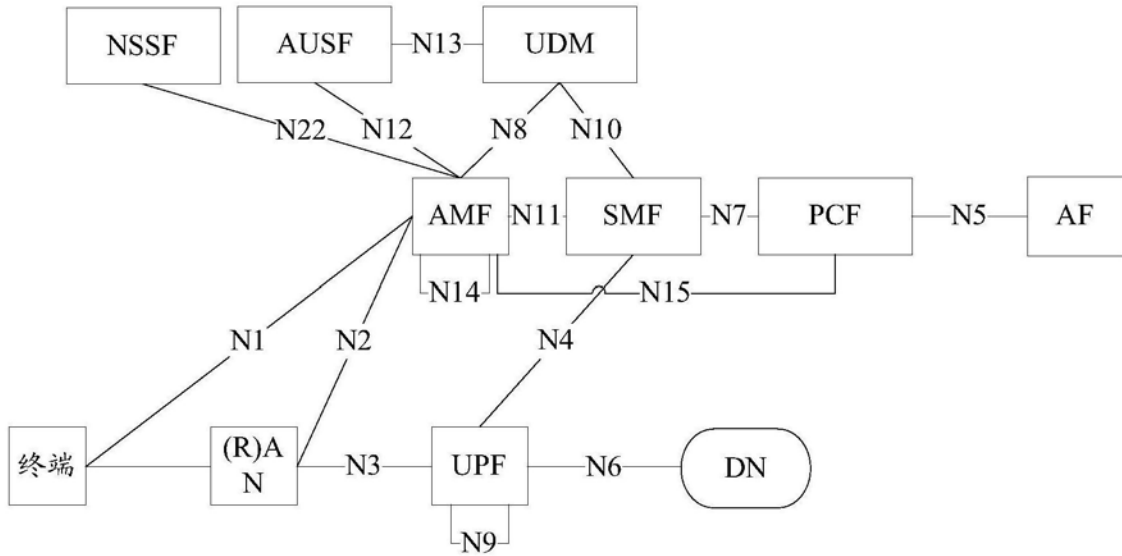 NSSF
AUSF
N13
UDM
N22
N12
N8
N10
AMF
N11
SMF
N7
PCF
N5
AF
N14
N15
N1
N2
N4
终端
(R)A
N
N3
UPF
N6
DN
N9